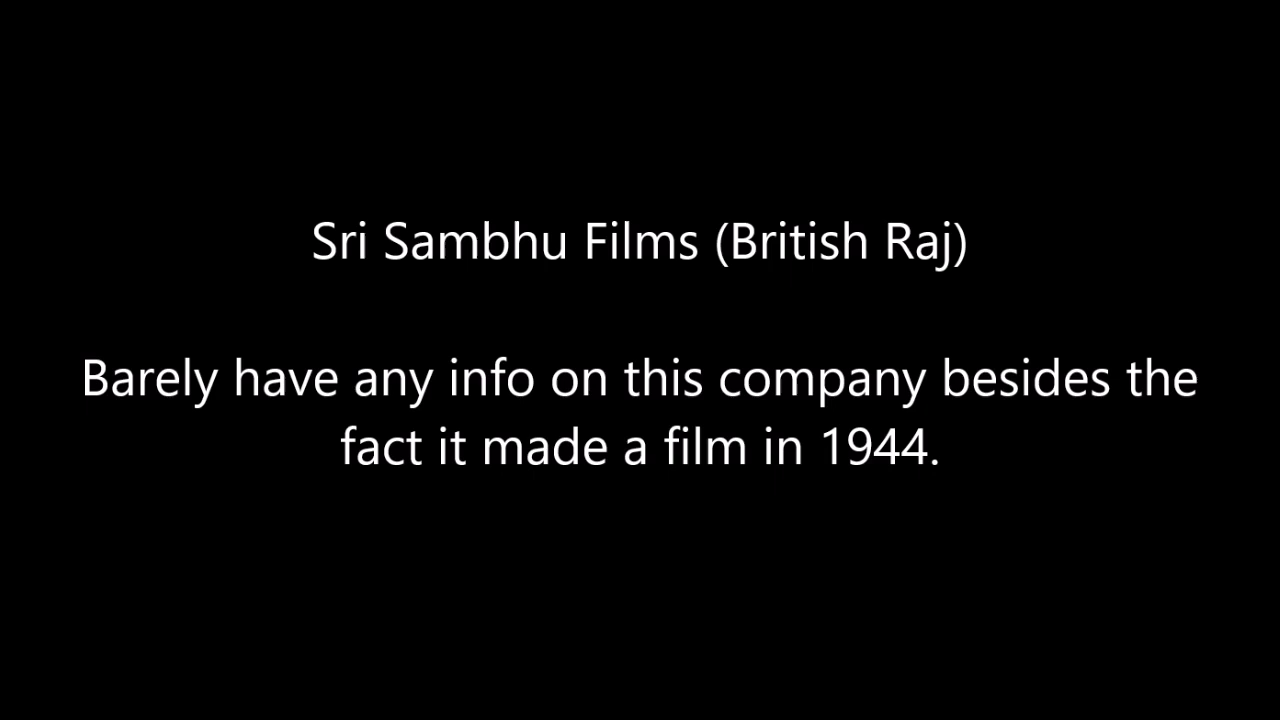 Sri Sambhu Films (British Raj)
Barely have any info on this company besides the
fact it made a film in 1944.